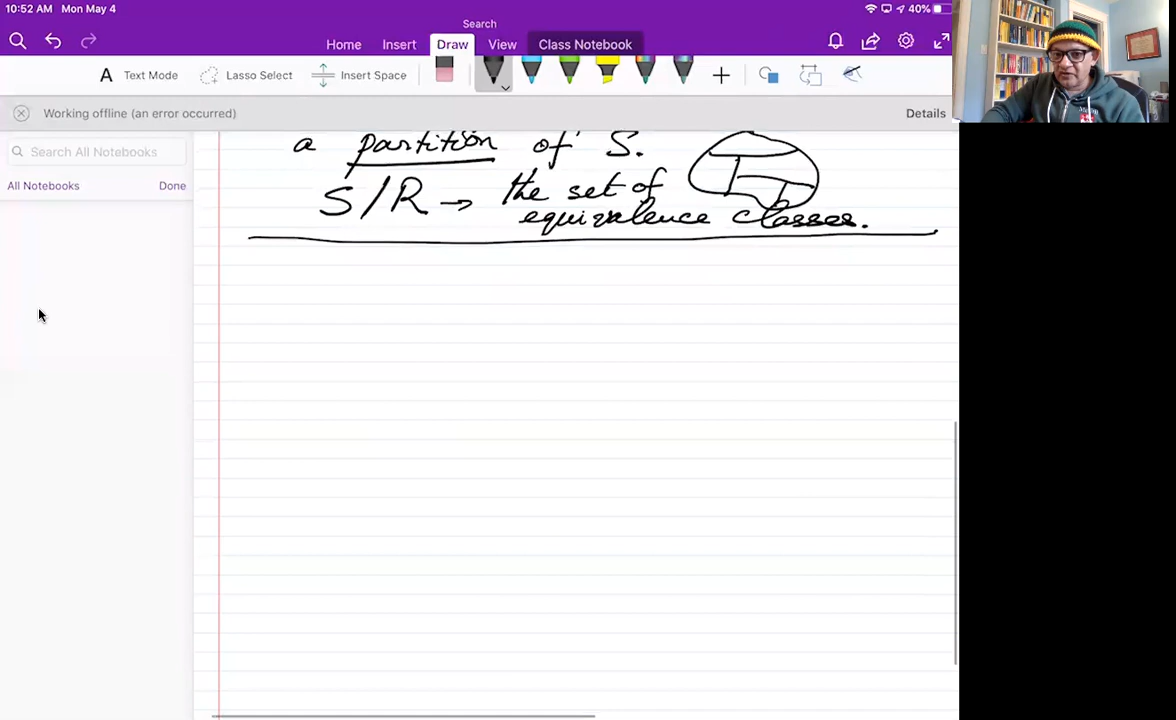 10:52 AM Mon May 4
40%
Search
Home Insert Draw View Class Notebook
A Text Mode Lasso Select Insert Space
Working offline (an error occurred) Details
Search All Notebooks
All Notebooks Done
a partition of S.
S/R → the set of
equivalence classes.